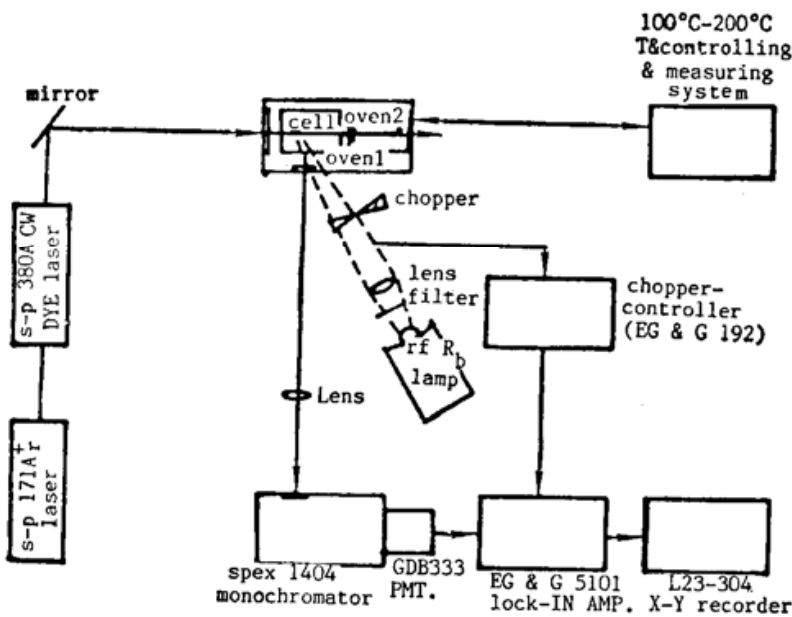 100°C-200°C
T&controlling
& measuring
system
mirror
cell
oven2
oven1
chopper
s-p 380A CW
DYE laser
lens
filter
chopper-
controller
(EG & G 192)
rf Rb
lamp
Lens
s-p 171Ar+
laser
spex 1404
monochromator
GDB333
PMT.
EG & G 5101
lock-IN AMP.
L23-304
X-Y recorder